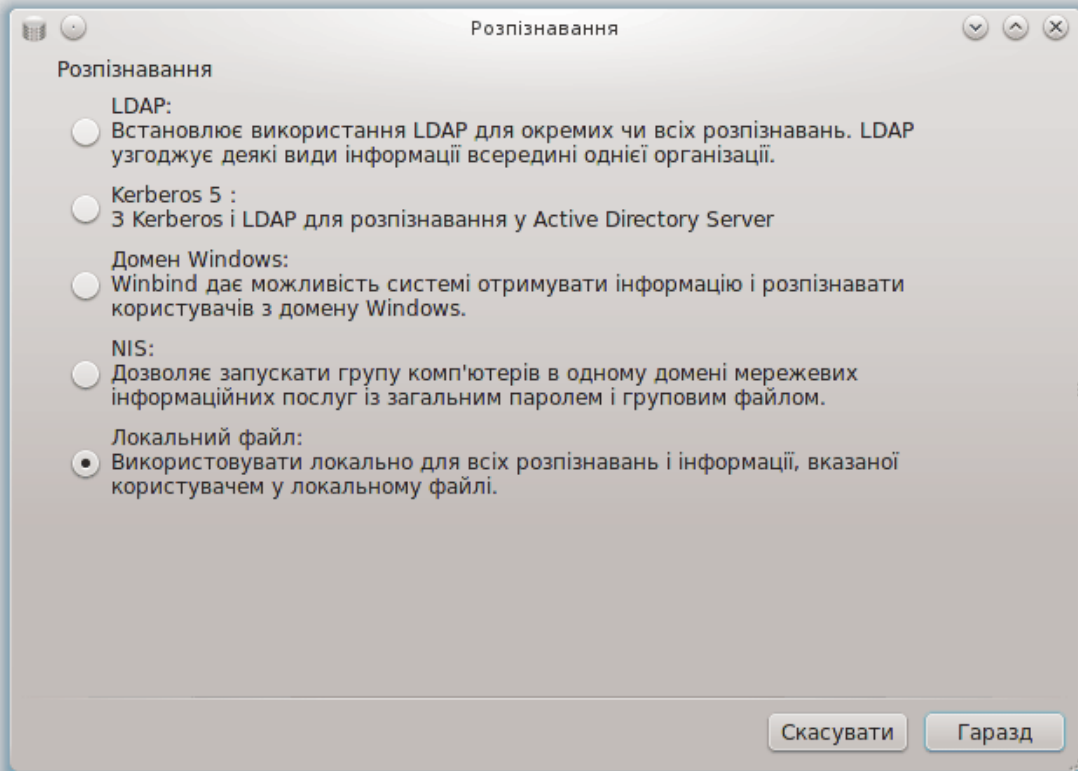 Розпізнавання
Розпізнавання
LDAP:
Встановлює використання LDAP для окремих чи всіх розпізнавань. LDAP
узгоджує деякі види інформації всередині однієї організації.
Kerberos 5 :
З Kerberos і LDAP для розпізнавання у Active Directory Server
Домен Windows:
Winbind дає можливість системі отримувати інформацію і розпізнавати
користувачів з домену Windows.
NIS:
Дозволяє запускати групу комп'ютерів в одному домені мережевих
інформаційних послуг із загальним паролем і груповим файлом.
Локальний файл:
Використовувати локально для всіх розпізнавань і інформації, вказаної
користувачем у локальному файлі.
Скасувати
Гаразд